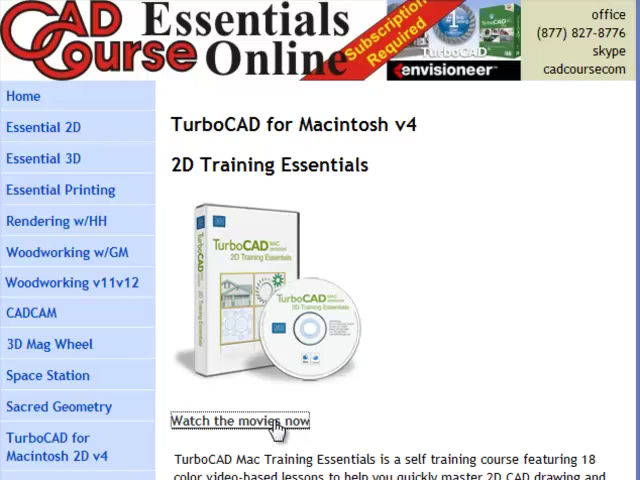 CAD Course
Essentials
Online
Subscription
Required
TurboCAD
envisioneer
office
(877) 827-8776
skype
cadcoursecom
Home
Essential 2D
Essential 3D
Essential Printing
Rendering w/HH
Woodworking w/GM
Woodworking v11v12
CADCAM
3D Mag Wheel
Space Station
Sacred Geometry
TurboCAD for
Macintosh 2D v4
TurboCAD for Macintosh v4
2D Training Essentials
TurboCAD
2D Training Essentials
TurboCAD
2D Training Essentials
Watch the movies now
TurboCAD Mac Training Essentials is a self training course featuring 18
color video-based lessons to help you quickly master 2D CAD drawing and